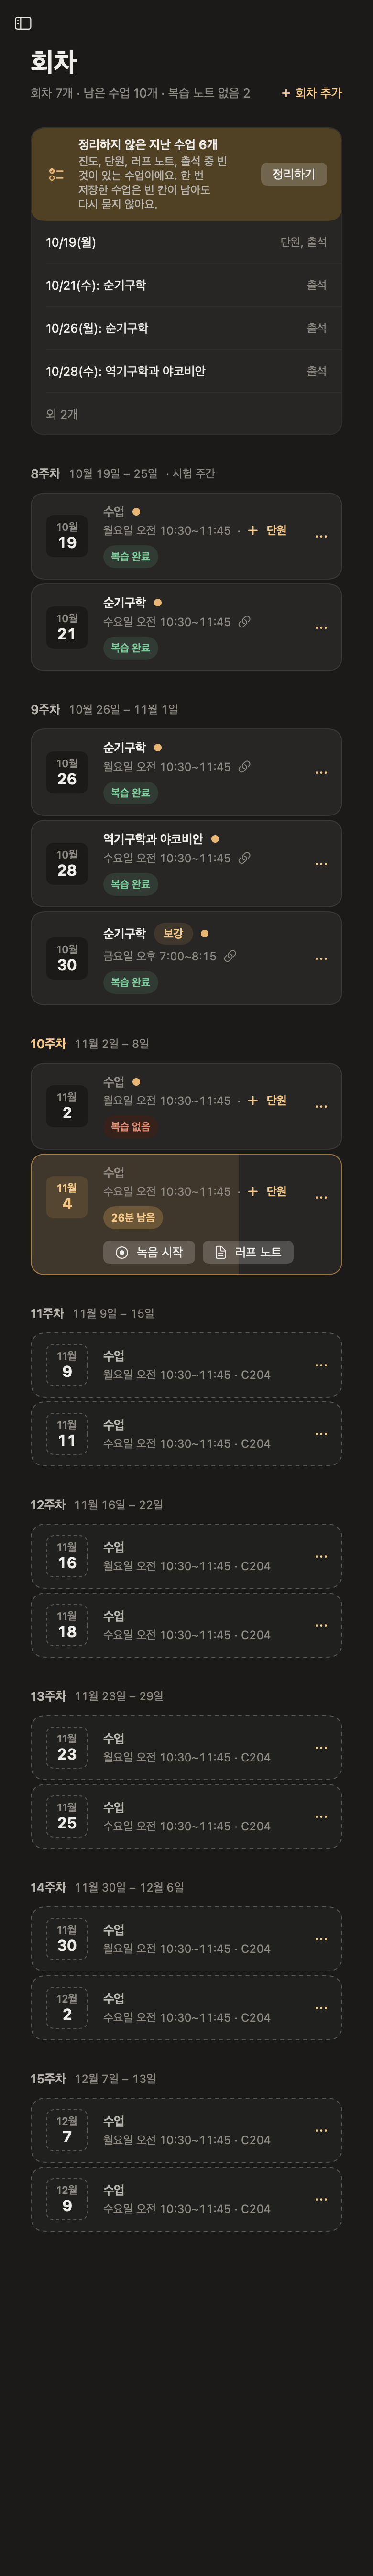 회차
회차 7개 · 남은 수업 10개 · 복습 노트 없음 2
+ 회차 추가
정리하지 않은 지난 수업 6개
진도, 단원, 러프 노트, 출석 중 빈
것이 있는 수업이에요. 한 번
저장한 수업은 빈 칸이 남아도
다시 묻지 않아요.
정리하기
10/19(월)
단원, 출석
10/21(수): 순기구학
출석
10/26(월): 순기구학
출석
10/28(수): 역기구학과 야코비안
출석
외 2개
8주차 10월 19일 – 25일 · 시험 주간
10월
19
수업
월요일 오전 10:30~11:45 · + 단원
복습 완료
10월
21
순기구학
수요일 오전 10:30~11:45
복습 완료
9주차 10월 26일 – 11월 1일
10월
26
순기구학
월요일 오전 10:30~11:45
복습 완료
10월
28
역기구학과 야코비안
수요일 오전 10:30~11:45
복습 완료
10월
30
순기구학 보강
금요일 오후 7:00~8:15
복습 완료
10주차 11월 2일 – 8일
11월
2
수업
월요일 오전 10:30~11:45 · + 단원
복습 없음
11월
4
수업
수요일 오전 10:30~11:45 · + 단원
26분 남음
녹음 시작
러프 노트
11주차 11월 9일 – 15일
11월
9
수업
월요일 오전 10:30~11:45 · C204
11월
11
수업
수요일 오전 10:30~11:45 · C204
12주차 11월 16일 – 22일
11월
16
수업
월요일 오전 10:30~11:45 · C204
11월
18
수업
수요일 오전 10:30~11:45 · C204
13주차 11월 23일 – 29일
11월
23
수업
월요일 오전 10:30~11:45 · C204
11월
25
수업
수요일 오전 10:30~11:45 · C204
14주차 11월 30일 – 12월 6일
11월
30
수업
월요일 오전 10:30~11:45 · C204
12월
2
수업
수요일 오전 10:30~11:45 · C204
15주차 12월 7일 – 13일
12월
7
수업
월요일 오전 10:30~11:45 · C204
12월
9
수업
수요일 오전 10:30~11:45 · C204